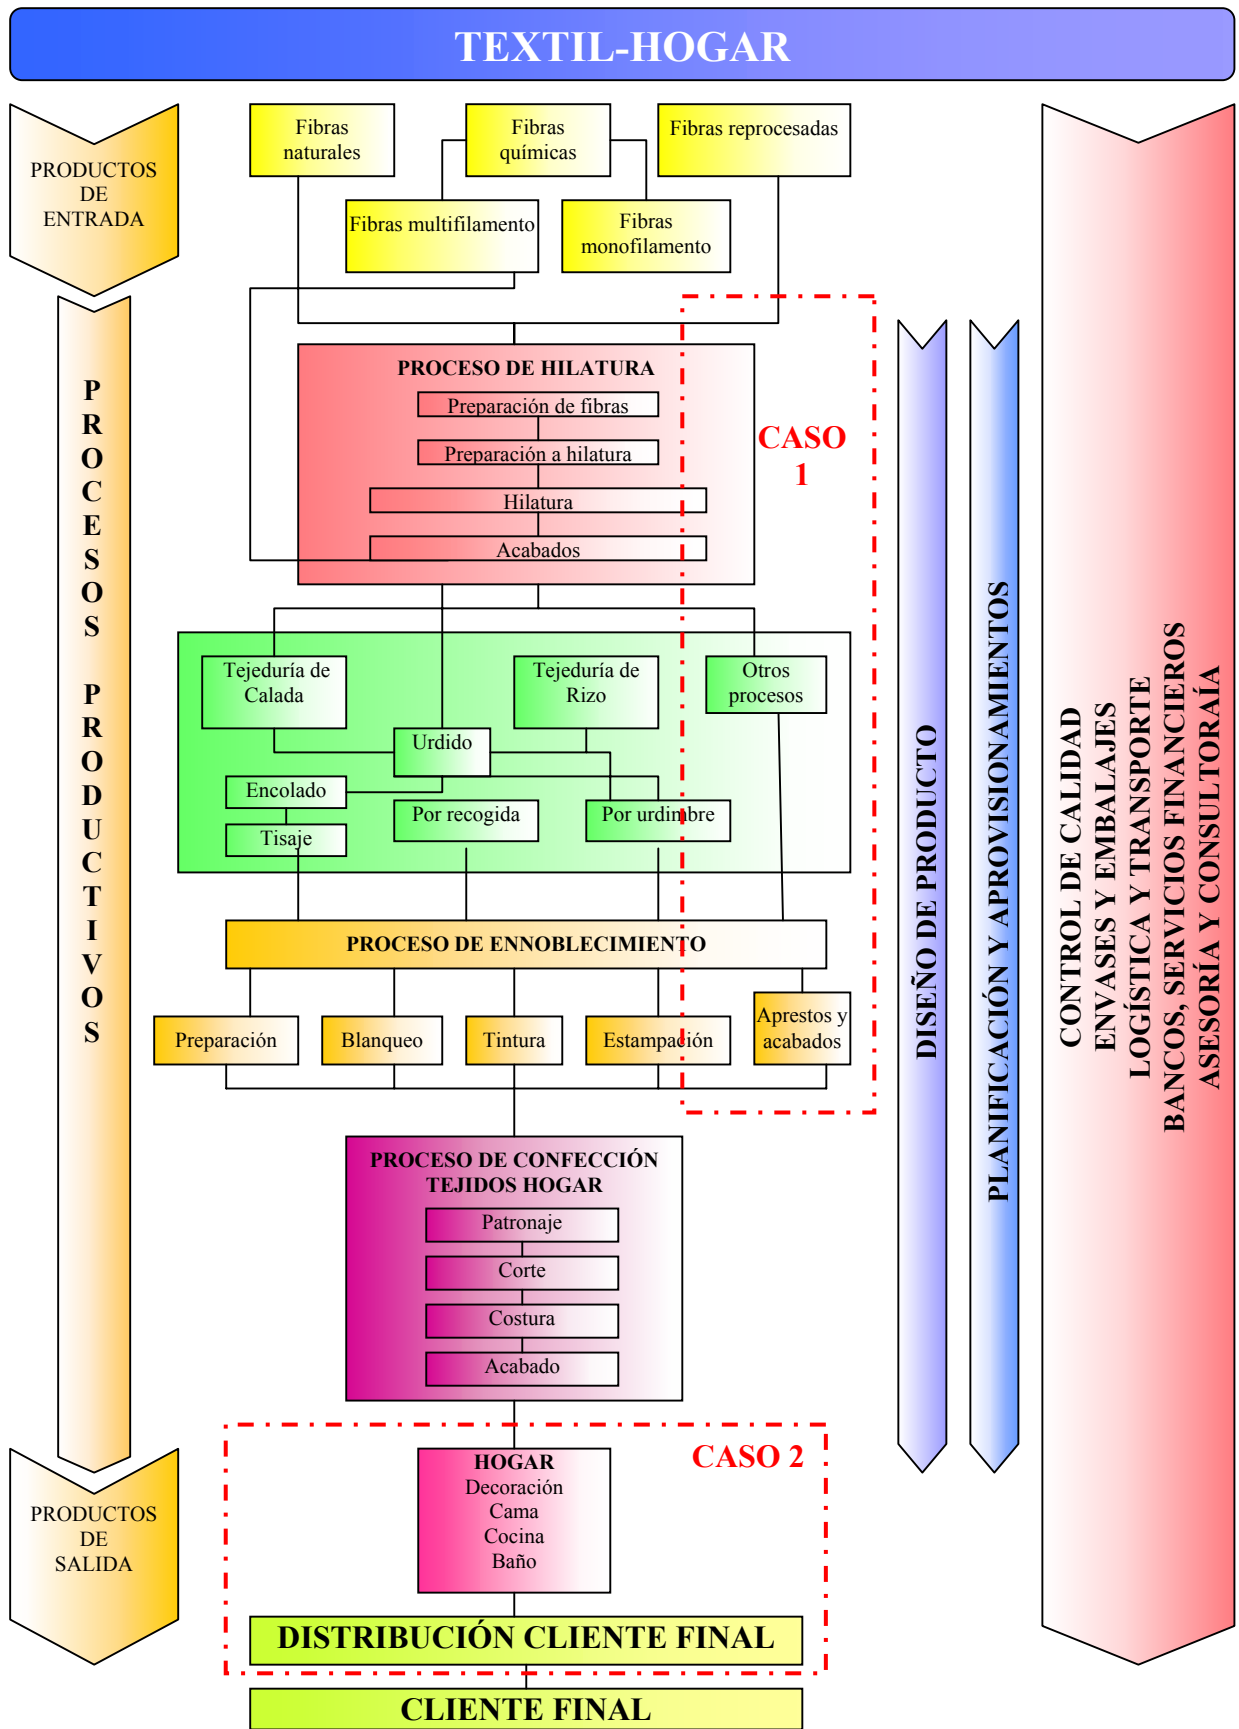 TEXTIL-HOGAR
PRODUCTOS
DE
ENTRADA
Fibras
naturales
Fibras
químicas
Fibras reprocesadas
Fibras multifilamento
Fibras
monofilamento
PROCESOS PRODUCTIVOS
PROCESO DE HILATURA
Preparación de fibras
Preparación a hilatura
Hilatura
Acabados
CASO
1
Tejeduría de
Calada
Tejeduría de
Rizo
Otros
procesos
Urdido
Encolado
Tisaje
Por recogida
Por urdimbre
PROCESO DE ENNOBLECIMIENTO
Preparación
Blanqueo
Tintura
Estampación
Aprestos y
acabados
PROCESO DE CONFECCIÓN
TEJIDOS HOGAR
Patronaje
Corte
Costura
Acabado
CASO 2
HOGAR
Decoración
Cama
Cocina
Baño
PRODUCTOS
DE
SALIDA
DISTRIBUCIÓN CLIENTE FINAL
CLIENTE FINAL
DISEÑO DE PRODUCTO
PLANIFICACIÓN Y APROVISIONAMIENTOS
CONTROL DE CALIDAD
ENVASES Y EMBALAJES
LOGÍSTICA Y TRANSPORTE
BANCOS, SERVICIOS FINANCIEROS
ASESORÍA Y CONSULTORAÍA